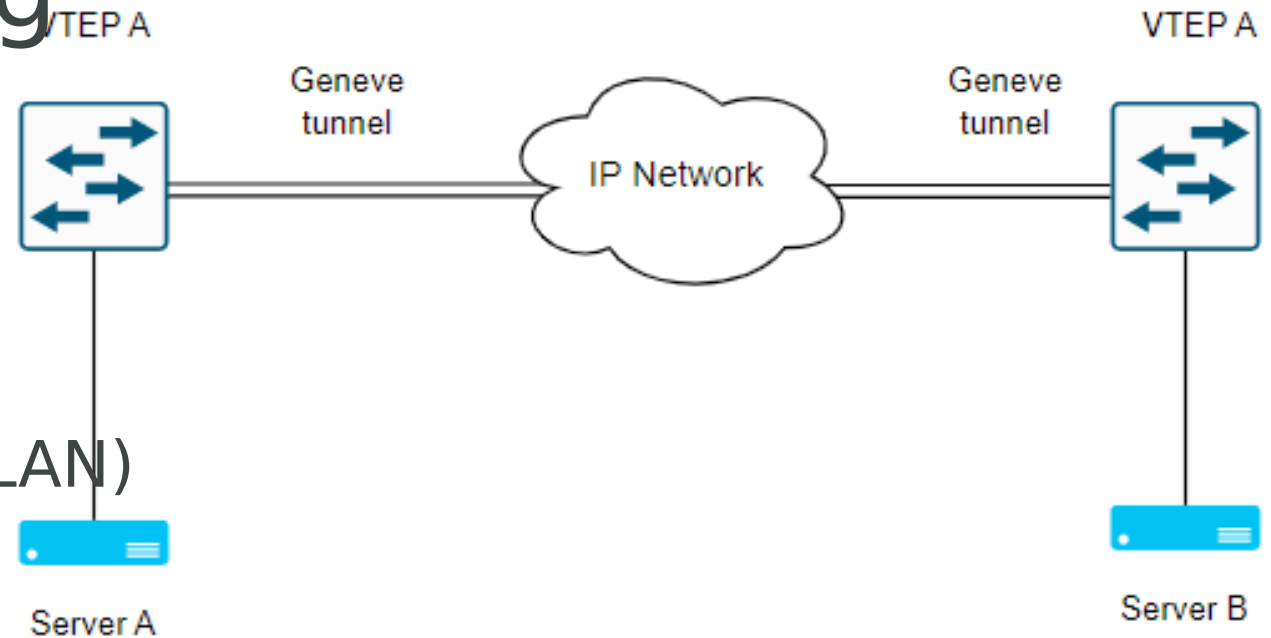 g
VTEP A
VTEP A
Geneve
tunnel
Geneve
tunnel
IP Network
LAN)
Server A
Server B